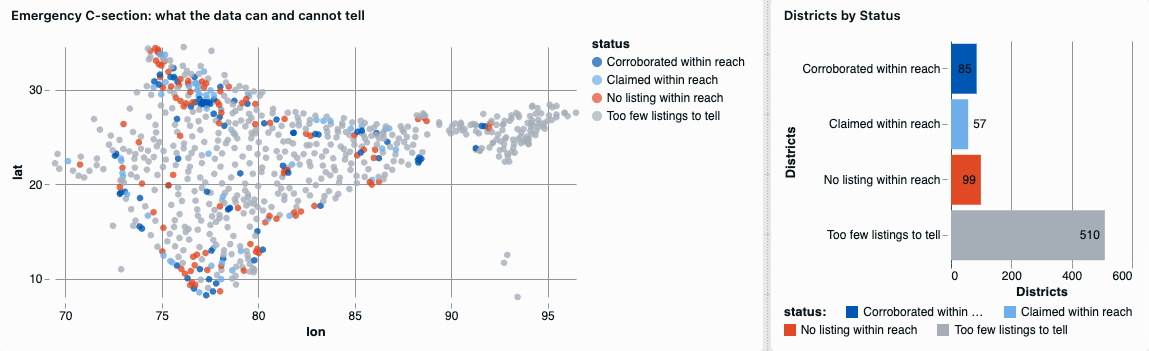 Emergency C-section: what the data can and cannot tell
lat
30
20
10
70
75
80
85
90
95
lon
status
Corroborated within reach
Claimed within reach
No listing within reach
Too few listings to tell
Districts by Status
Districts
Corroborated within reach
85
Claimed within reach
57
No listing within reach
99
Too few listings to tell
510
0
200
400
600
Districts
status:
Corroborated within …
Claimed within reach
No listing within reach
Too few listings to tell